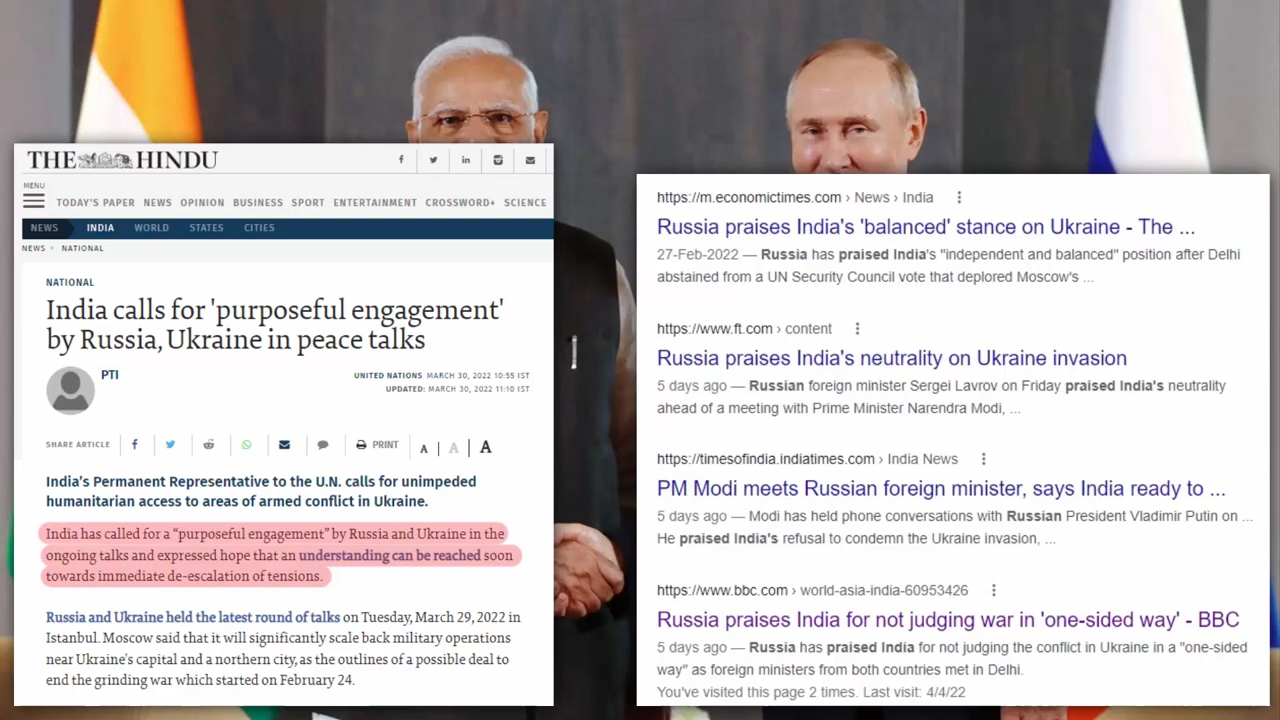 THE HINDU
MENU
TODAY'S PAPER NEWS OPINION BUSINESS SPORT ENTERTAINMENT CROSSWORD+ SCIENCE
NEWS INDIA WORLD STATES CITIES
NEWS › NATIONAL
NATIONAL
India calls for 'purposeful engagement'
by Russia, Ukraine in peace talks
PTI
UNITED NATIONS MARCH 30, 2022 10:55 IST
UPDATED: MARCH 30, 2022 11:10 IST
SHARE ARTICLE PRINT A A A
India’s Permanent Representative to the U.N. calls for unimpeded
humanitarian access to areas of armed conflict in Ukraine.
India has called for a “purposeful engagement” by Russia and Ukraine in the
ongoing talks and expressed hope that an understanding can be reached soon
towards immediate de-escalation of tensions.
Russia and Ukraine held the latest round of talks on Tuesday, March 29, 2022 in
Istanbul. Moscow said that it will significantly scale back military operations
near Ukraine's capital and a northern city, as the outlines of a possible deal to
end the grinding war which started on February 24.
https://m.economictimes.com › News › India
Russia praises India's 'balanced' stance on Ukraine - The ...
27-Feb-2022 — Russia has praised India's "independent and balanced" position after Delhi
abstained from a UN Security Council vote that deplored Moscow's ...
https://www.ft.com › content
Russia praises India's neutrality on Ukraine invasion
5 days ago — Russian foreign minister Sergei Lavrov on Friday praised India's neutrality
ahead of a meeting with Prime Minister Narendra Modi, ...
https://timesofindia.indiatimes.com › India News
PM Modi meets Russian foreign minister, says India ready to ...
5 days ago — Modi has held phone conversations with Russian President Vladimir Putin on ...
He praised India's refusal to condemn the Ukraine invasion, ...
https://www.bbc.com › world-asia-india-60953426
Russia praises India for not judging war in 'one-sided way' - BBC
5 days ago — Russia has praised India for not judging the conflict in Ukraine in a "one-sided
way" as foreign ministers from both countries met in Delhi.
You've visited this page 2 times. Last visit: 4/4/22